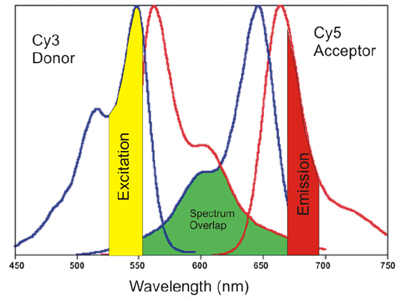 Cy3
Donor
Cy5
Acceptor
Excitation
Spectrum
Overlap
Emission
450 500 550 600 650 700 750
Wavelength (nm)